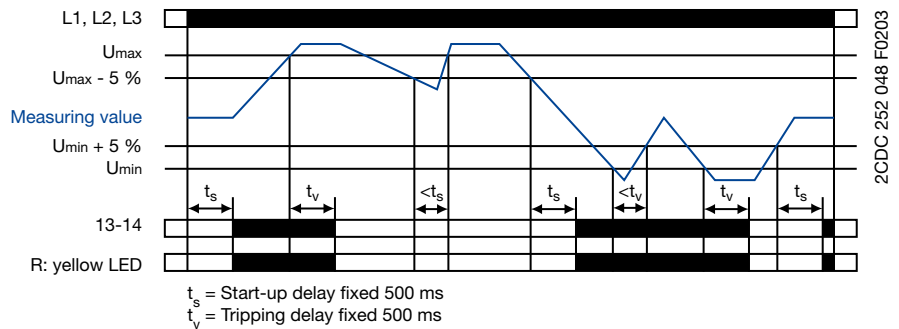 L1, L2, L3
Umax
Umax - 5 %
Measuring value
Umin + 5 %
Umin
ts tv <ts ts <tv tv ts
13-14
R: yellow LED
ts = Start-up delay fixed 500 ms
tv = Tripping delay fixed 500 ms
2CDC 252 048 F0203